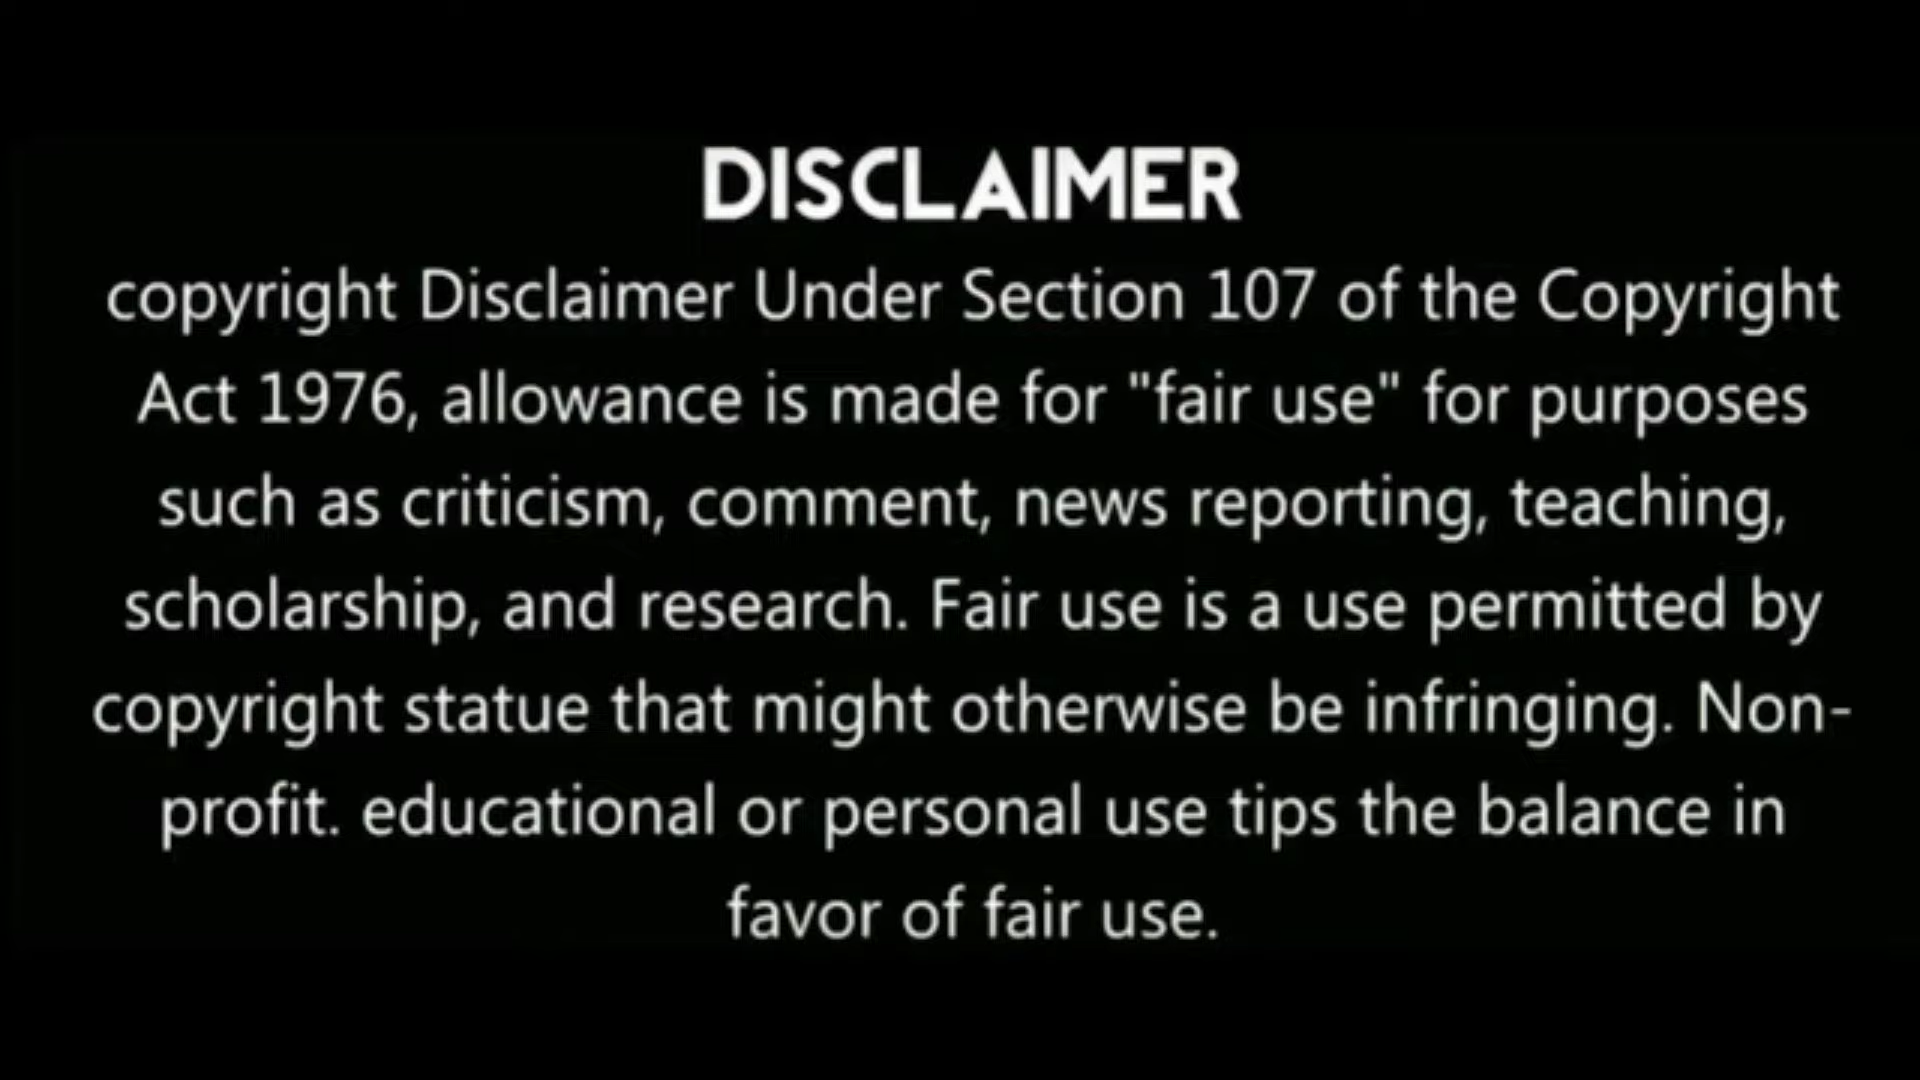 DISCLAIMER
copyright Disclaimer Under Section 107 of the Copyright
Act 1976, allowance is made for "fair use" for purposes
such as criticism, comment, news reporting, teaching,
scholarship, and research. Fair use is a use permitted by
copyright statue that might otherwise be infringing. Non-
profit. educational or personal use tips the balance in
favor of fair use.